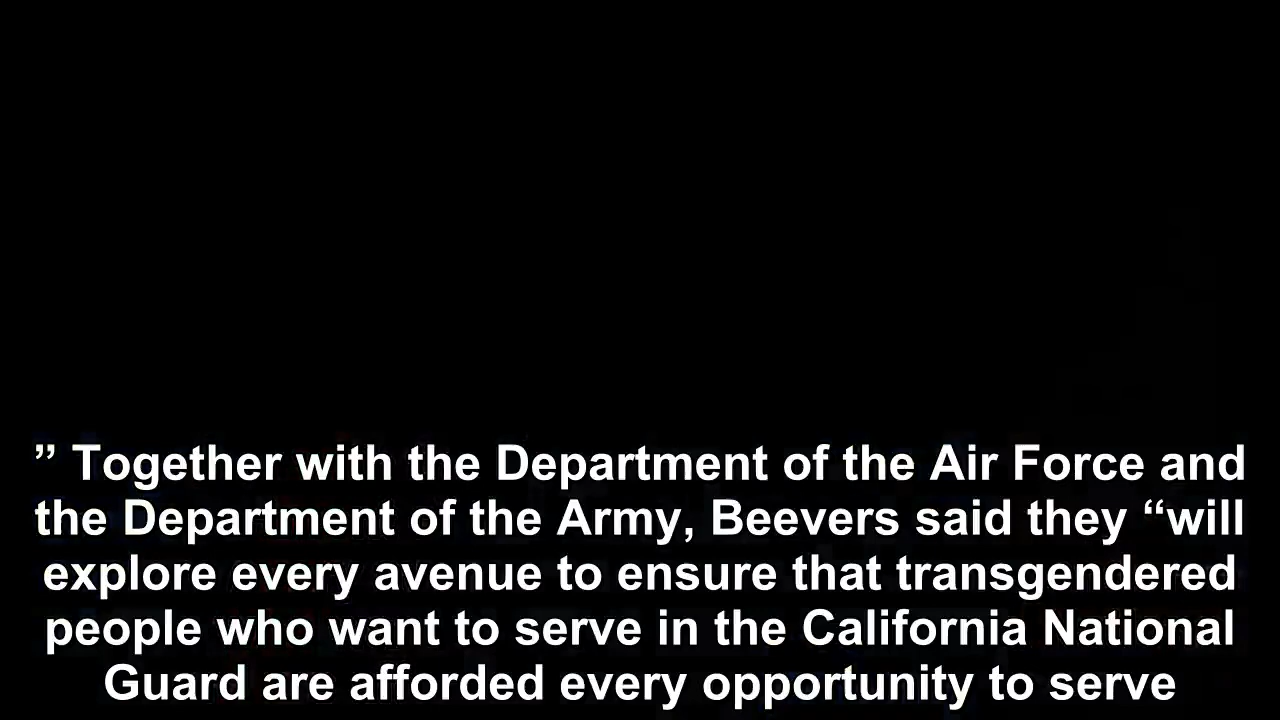 ” Together with the Department of the Air Force and
the Department of the Army, Beevers said they “will
explore every avenue to ensure that transgendered
people who want to serve in the California National
Guard are afforded every opportunity to serve